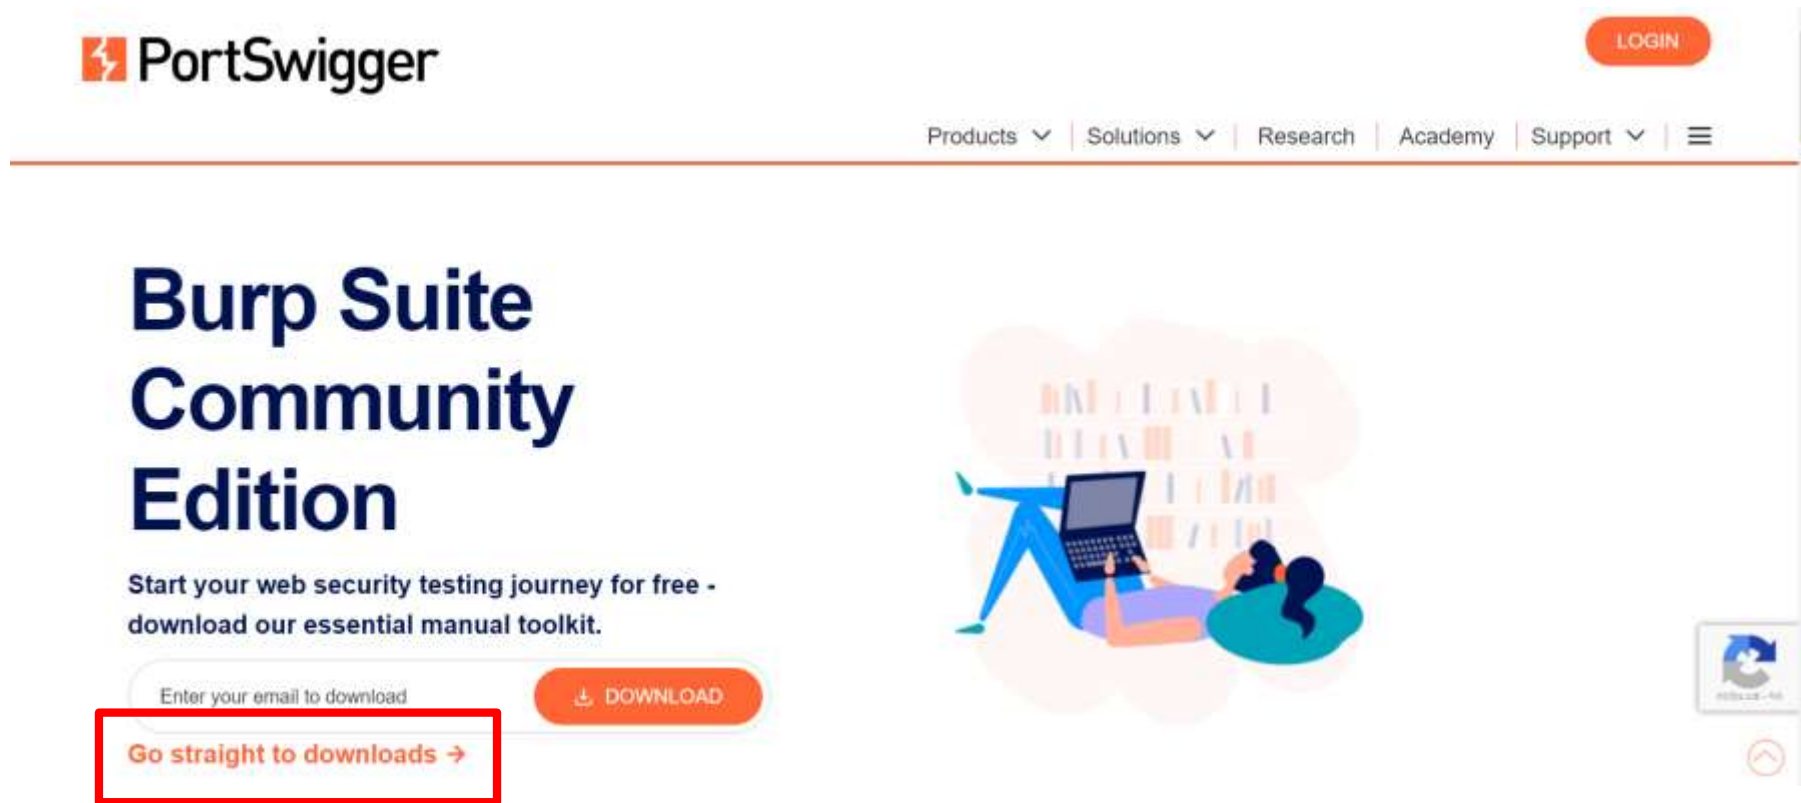 PortSwigger
LOGIN
Products
Solutions
Research
Academy
Support
Burp Suite
Community
Edition
Start your web security testing journey for free -
download our essential manual toolkit.
Enter your email to download
DOWNLOAD
Go straight to downloads →